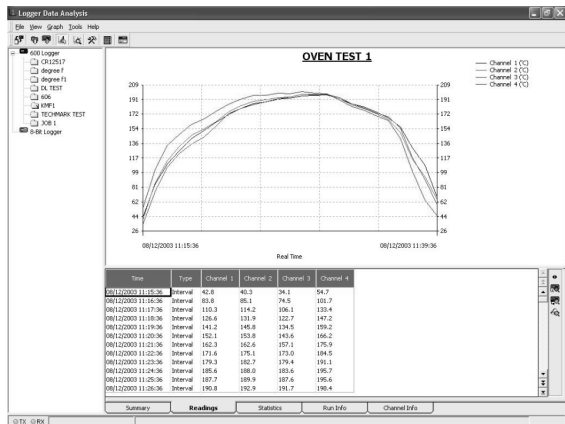 Logger Data Analysis
File View Graph Tools Help
600 Logger
CR12517
degree f
degree f1
DL TEST
606
KMF1
TECHMARK TEST
JOB 1
8-Bit Logger
OVEN TEST 1
Channel 1 (°C)
Channel 2 (°C)
Channel 3 (°C)
Channel 4 (°C)
209 209
191 191
172 172
154 154
136 136
117 117
99 99
81 81
62 62
44 44
26 26
08/12/2003 11:15:36 08/12/2003 11:39:36
Real Time
Time Type Channel 1 Channel 2 Channel 3 Channel 4
08/12/2003 11:15:36 Interval 42.8 40.3 34.1 54.7
08/12/2003 11:16:36 Interval 83.8 85.1 74.5 101.7
08/12/2003 11:17:36 Interval 110.3 114.2 106.1 133.4
08/12/2003 11:18:36 Interval 126.6 131.9 122.7 147.2
08/12/2003 11:19:36 Interval 141.2 145.8 134.5 159.2
08/12/2003 11:20:36 Interval 152.1 153.8 143.6 166.2
08/12/2003 11:21:36 Interval 162.3 162.6 157.1 175.9
08/12/2003 11:22:36 Interval 171.6 175.1 173.0 184.5
08/12/2003 11:23:36 Interval 179.3 182.7 179.4 191.1
08/12/2003 11:24:36 Interval 185.6 188.0 183.6 195.7
08/12/2003 11:25:36 Interval 187.7 189.9 187.6 195.6
08/12/2003 11:26:36 Interval 190.8 192.9 191.7 198.4
Summary Readings Statistics Run Info Channel Info
TX RX